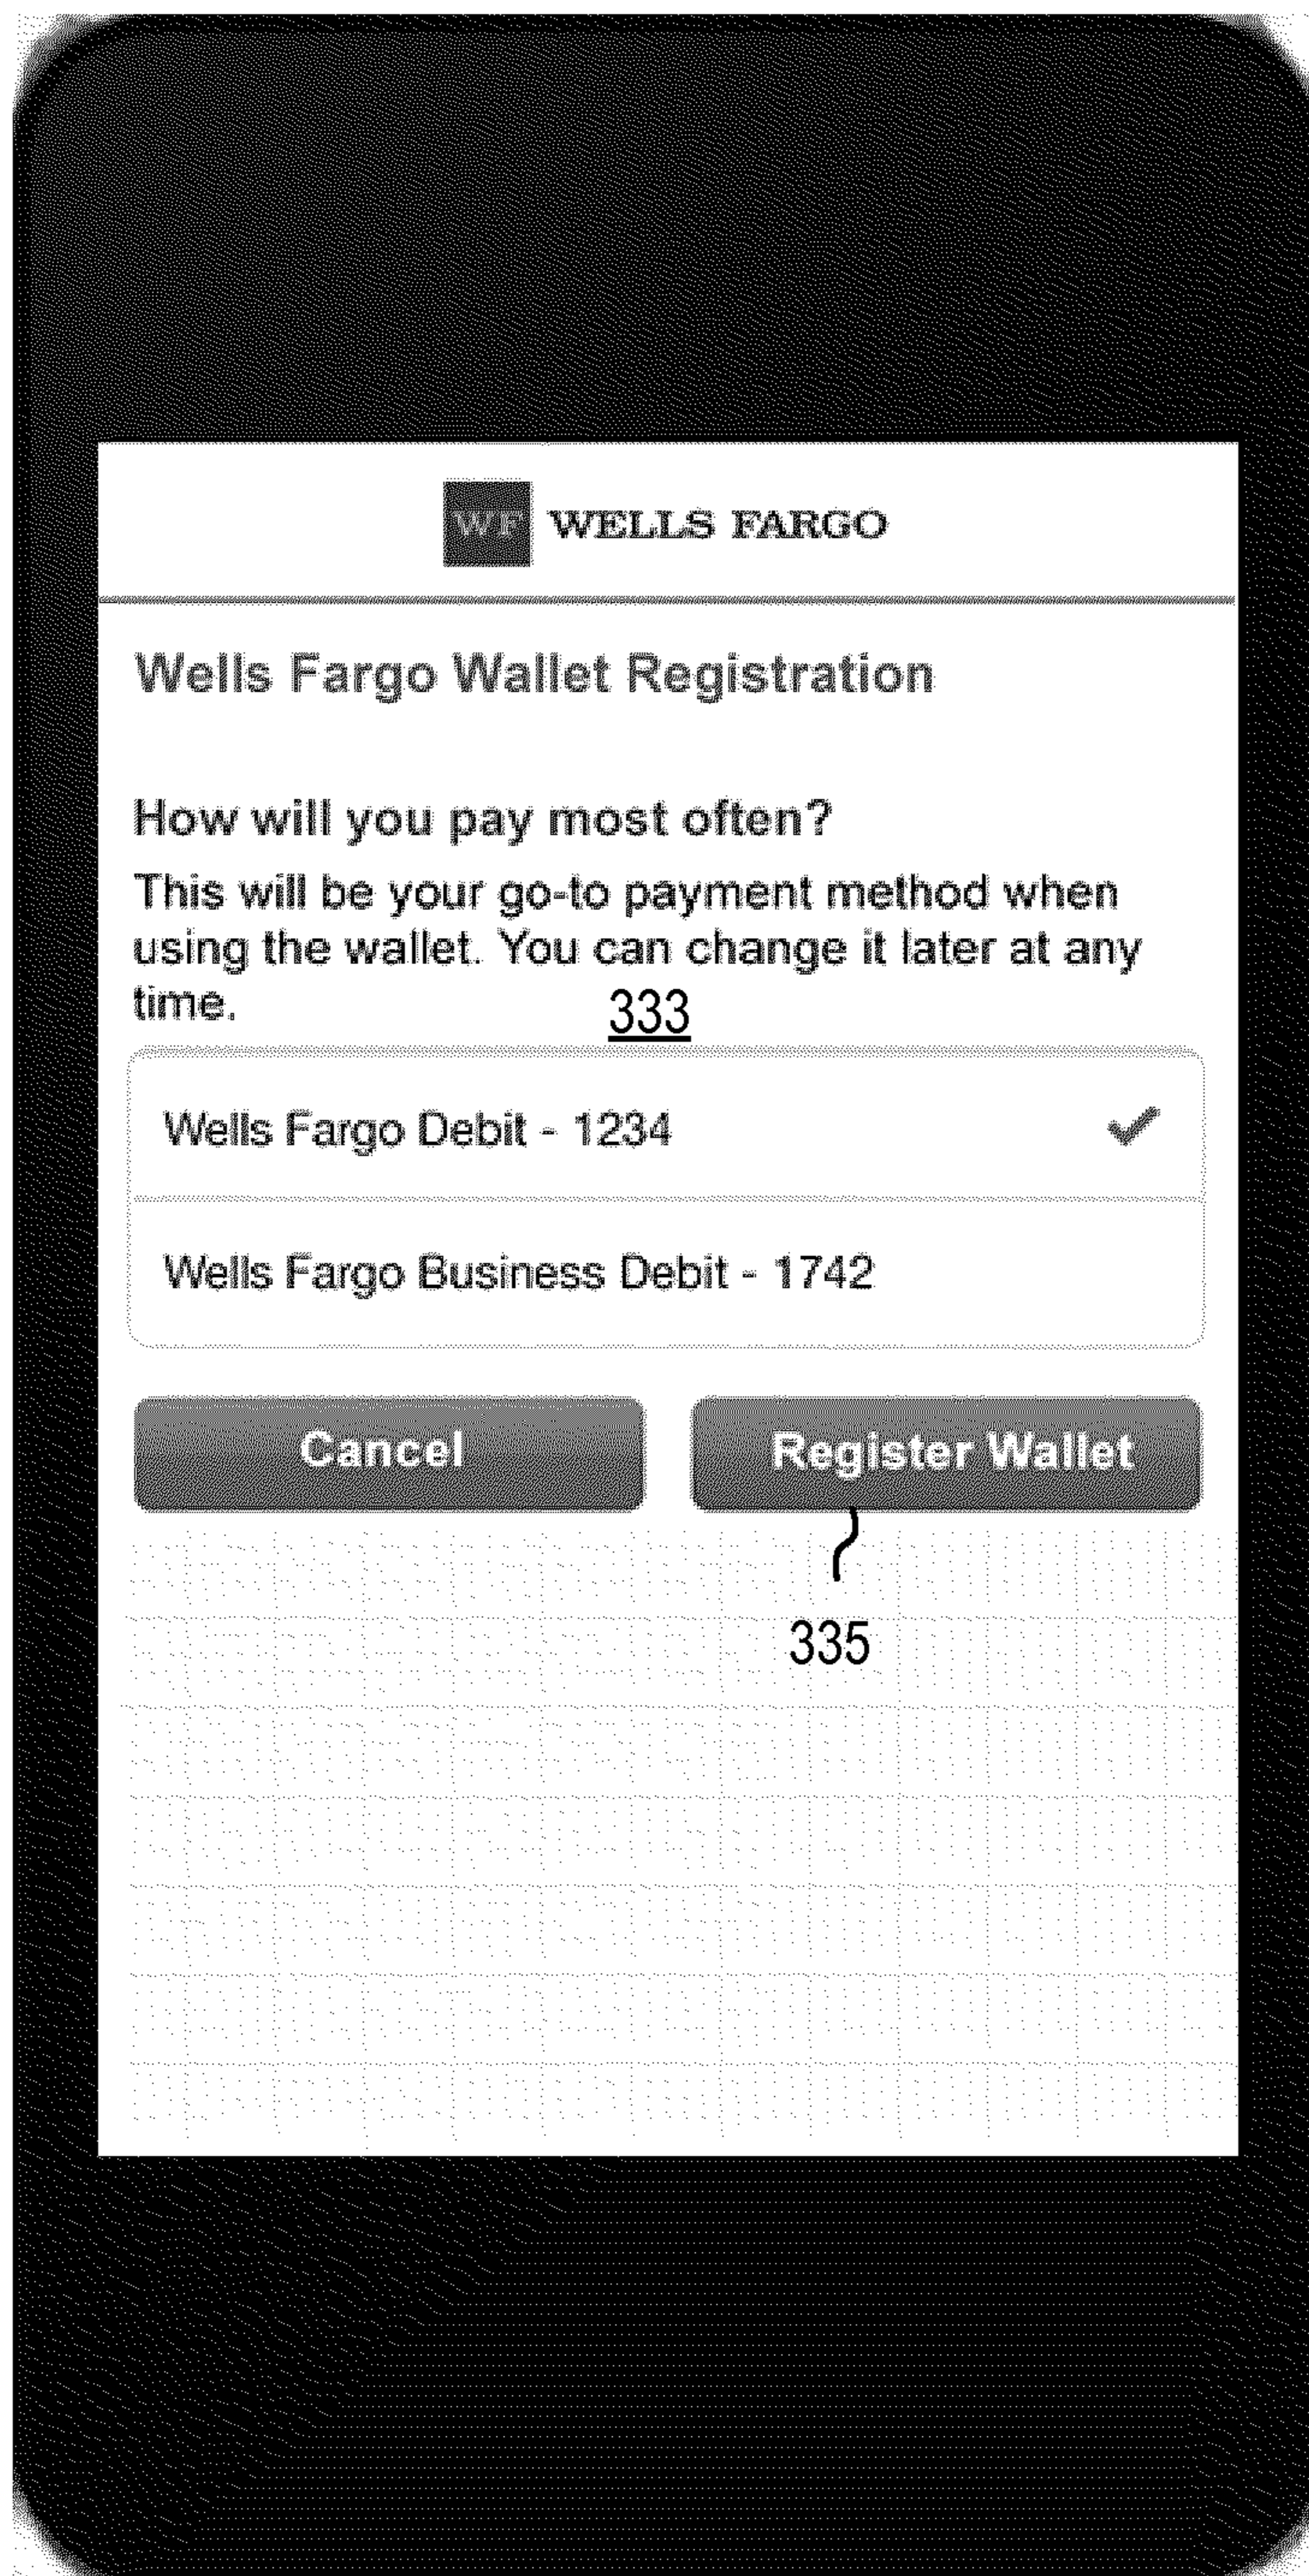 WF WELLS FARGO
Wells Fargo Wallet Registration
How will you pay most often?
This will be your go-to payment method when
using the wallet. You can change it later at any
time.
333
Wells Fargo Debit - 1234
Wells Fargo Business Debit - 1742
Cancel Register Wallet
335